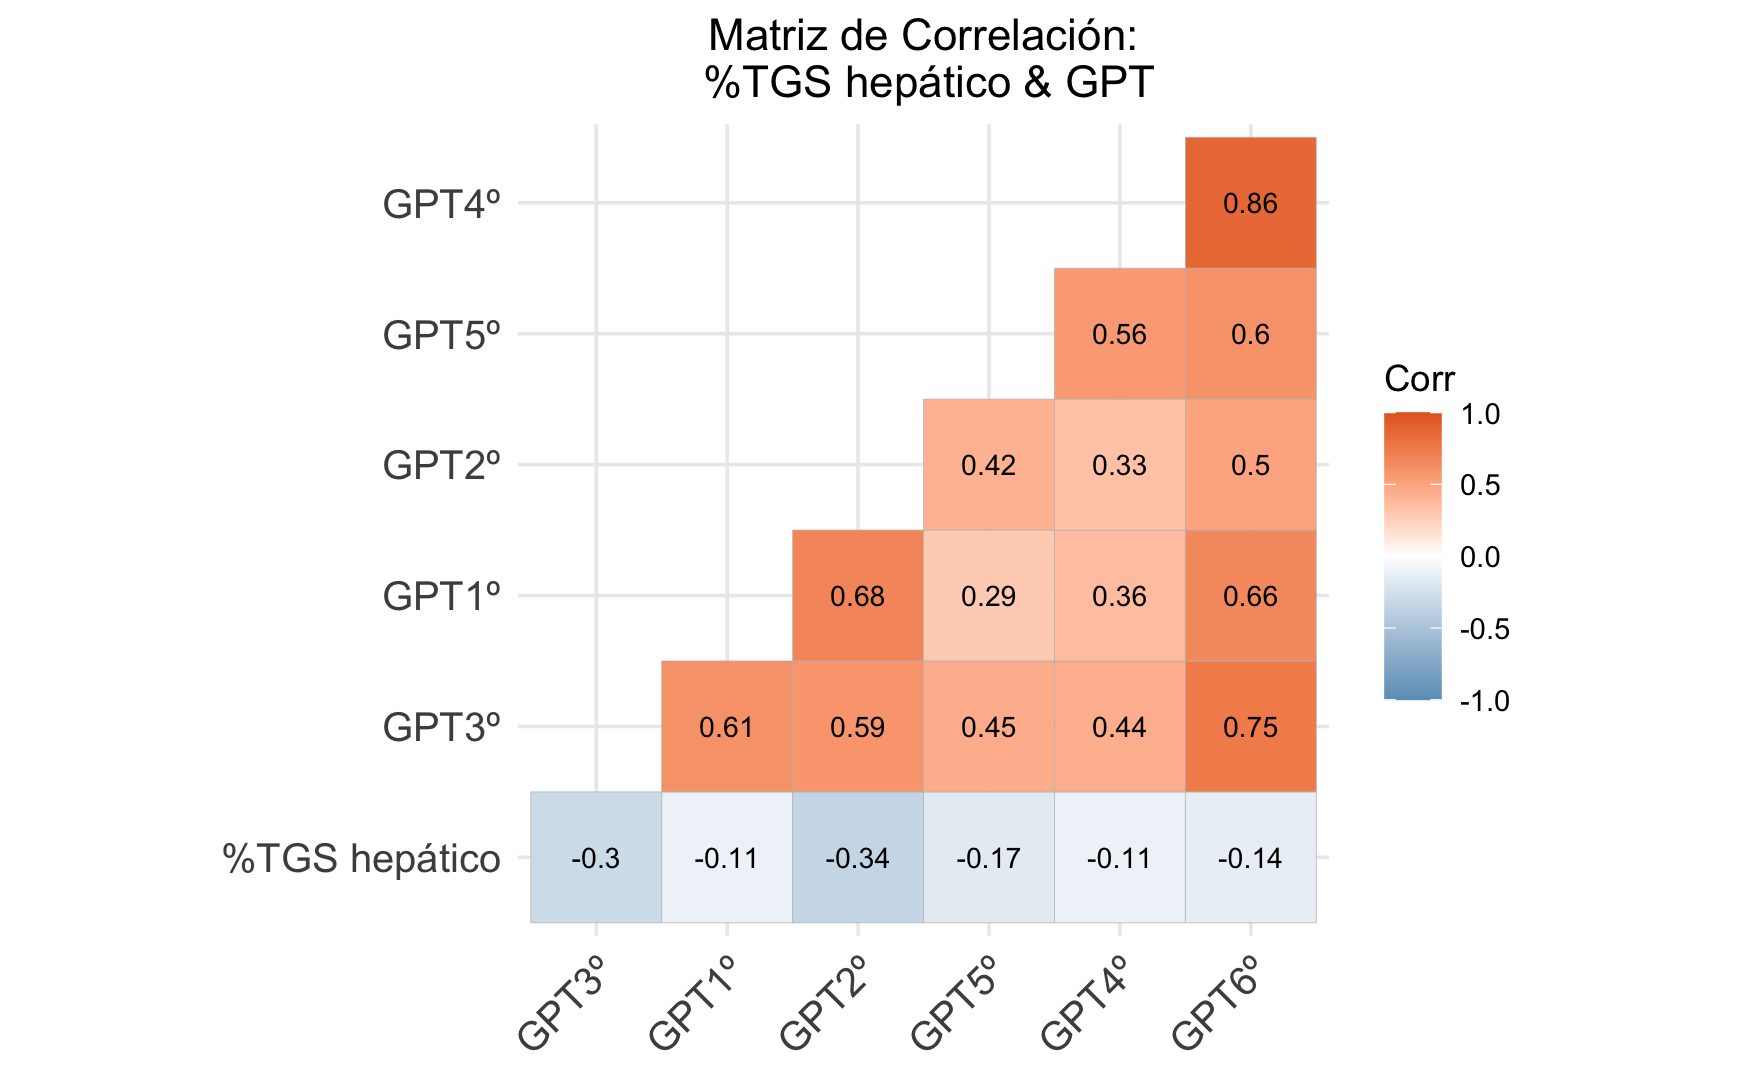 Matriz de Correlación:
%TGS hepático & GPT
GPT4º
0.86
GPT5º
0.56
0.6
GPT2º
0.42
0.33
0.5
GPT1º
0.68
0.29
0.36
0.66
GPT3º
0.61
0.59
0.45
0.44
0.75
%TGS hepático
-0.3
-0.11
-0.34
-0.17
-0.11
-0.14
GPT3º
GPT1º
GPT2º
GPT5º
GPT4º
GPT6º
Corr
1.0
0.5
0.0
-0.5
-1.0